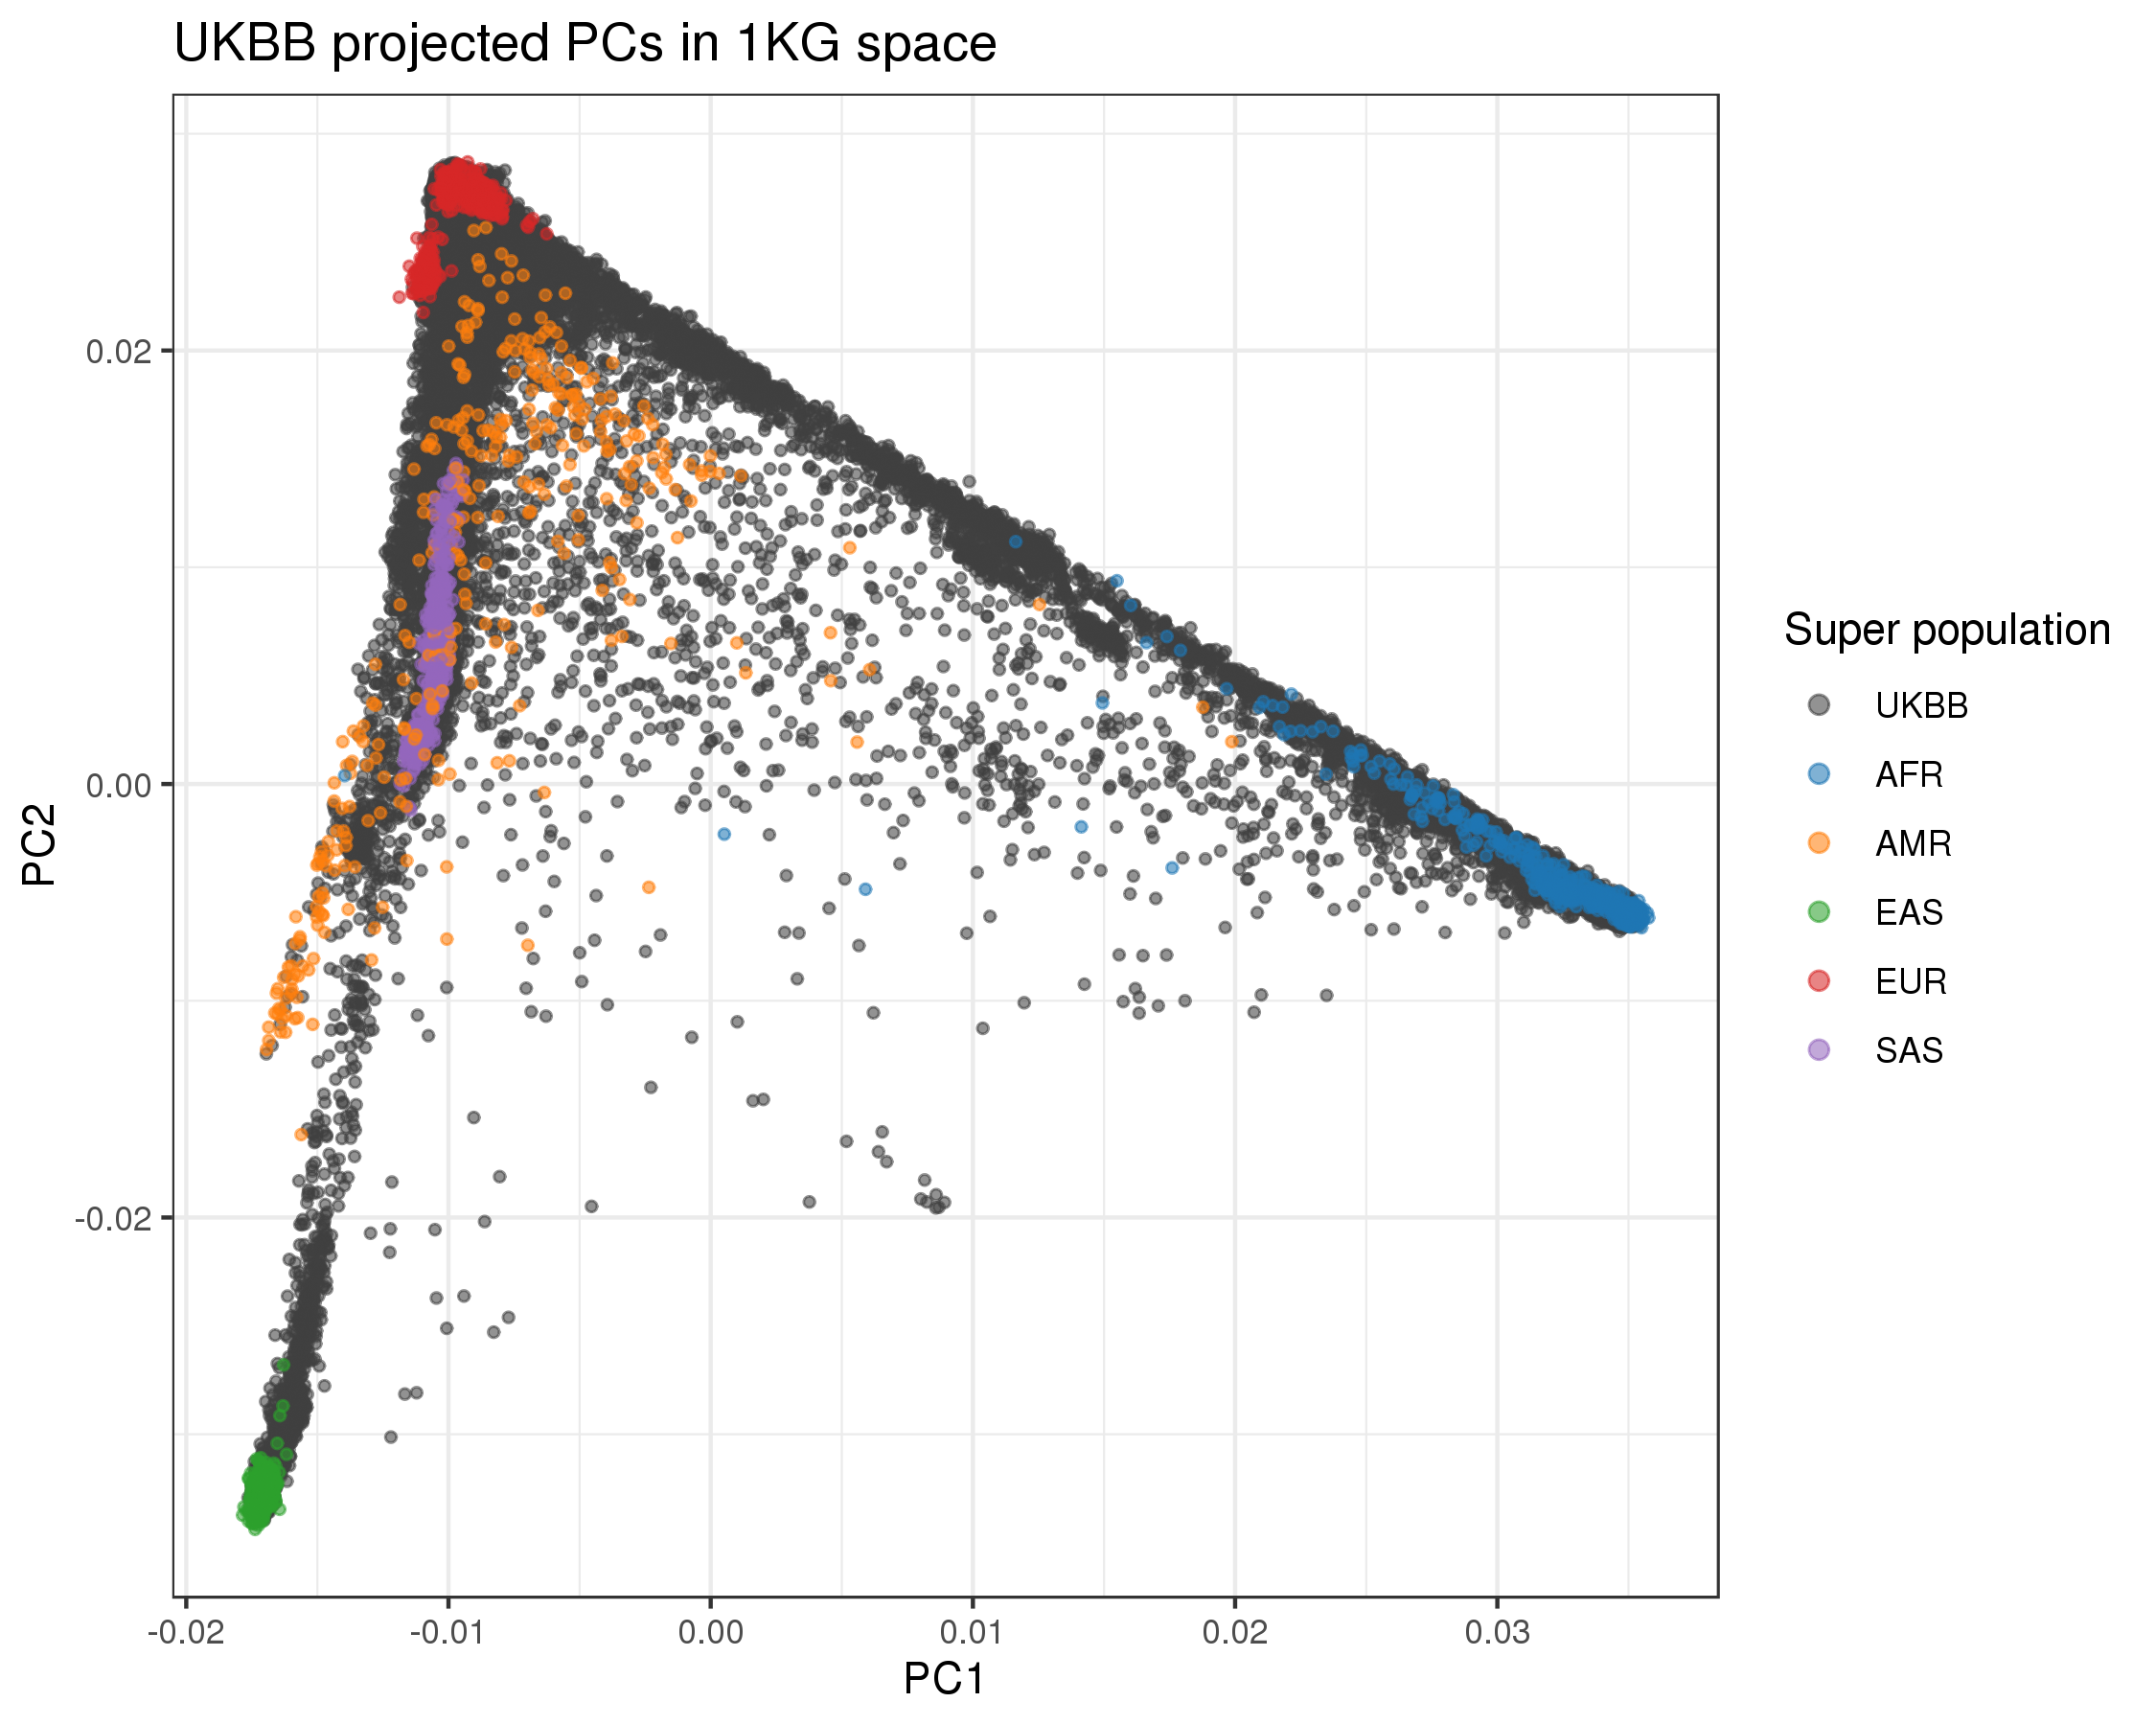 UKBB projected PCs in 1KG space
PC2
0.02
0.00
-0.02
-0.02
-0.01
0.00
0.01
0.02
0.03
PC1
Super population
UKBB
AFR
AMR
EAS
EUR
SAS